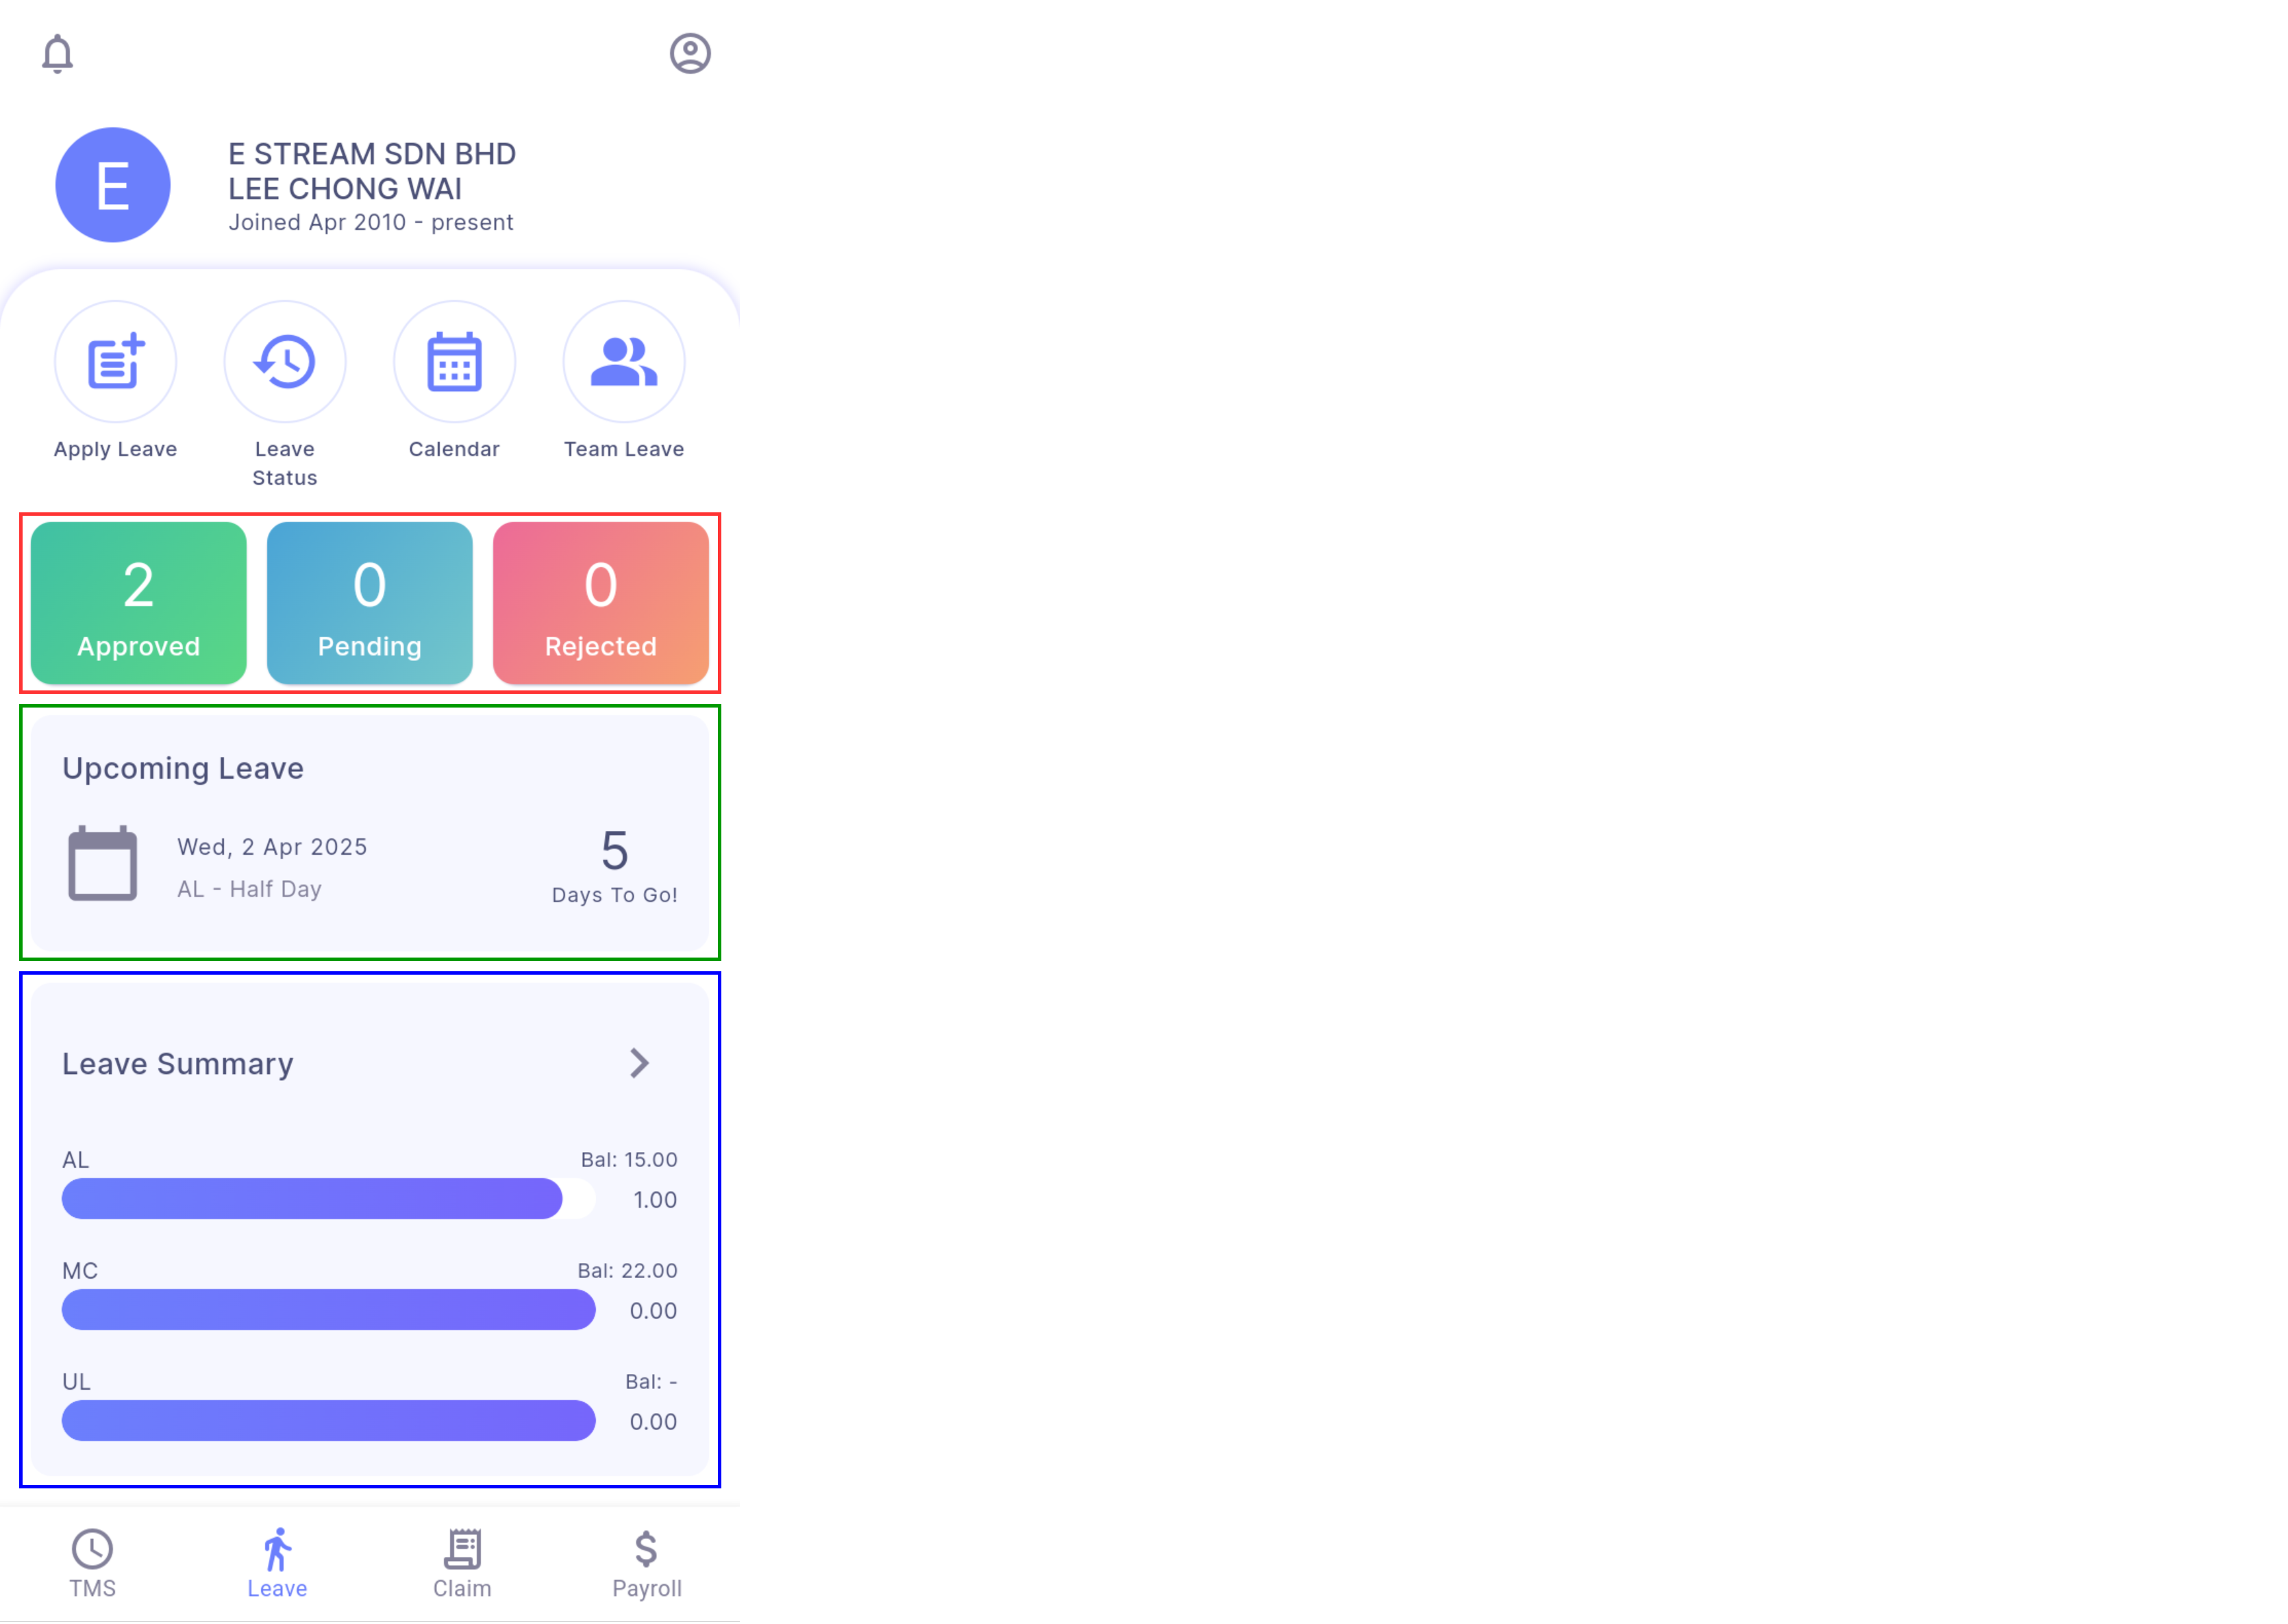 E
E STREAM SDN BHD
LEE CHONG WAI
Joined Apr 2010 - present
Apply Leave
Leave
Status
Calendar
Team Leave
2
Approved
0
Pending
0
Rejected
Upcoming Leave
Wed, 2 Apr 2025
AL - Half Day
5
Days To Go!
Leave Summary
AL
Bal: 15.00
1.00
MC
Bal: 22.00
0.00
UL
Bal: -
0.00
TMS
Leave
Claim
Payroll